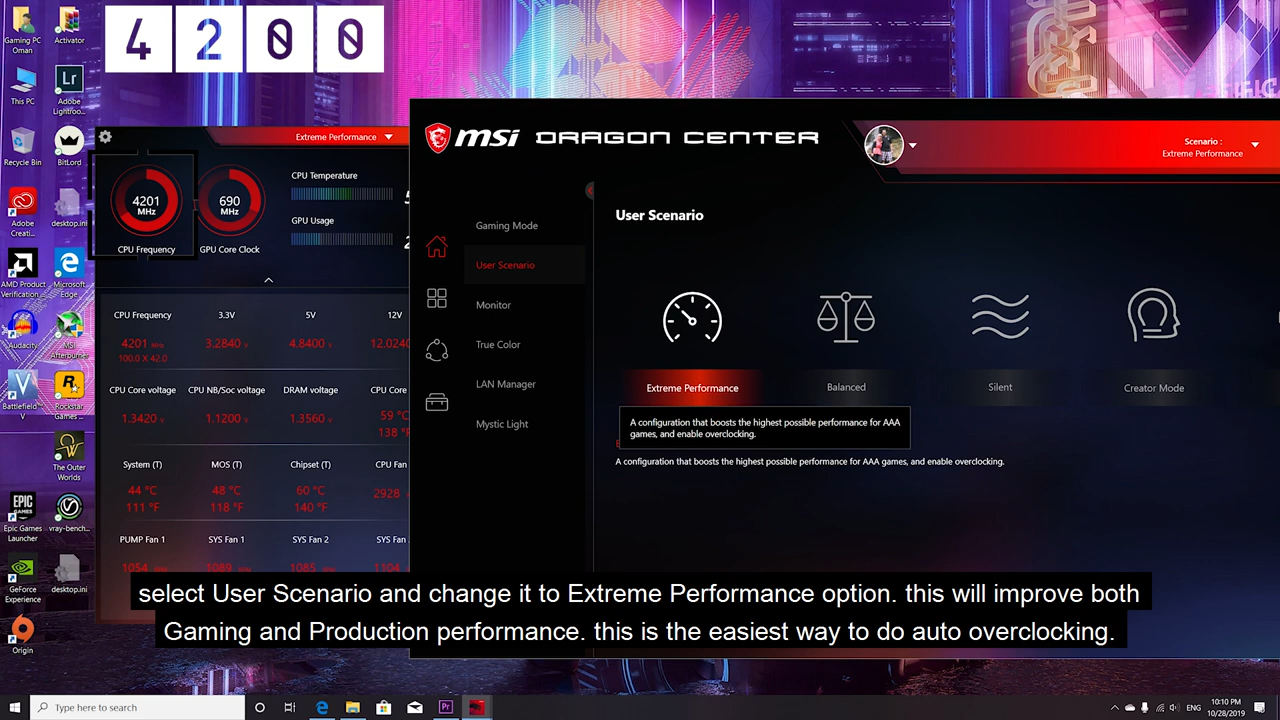 4200
Gaming PC
Oman
Activator
This PC
Adobe
Lightroo...
Recycle Bin
BitLord
Adobe
Creati...
desktop.ini
AMD Product
Verification...
Microsoft
Edge
Audacity
MSI
Afterburner
Battlefield
V
Rockstar
Games ...
The Outer
Worlds
Epic Games
Launcher
vray-bench...
GeForce
Experience
desktop.ini
Origin
Extreme Performance
4201
MHz
CPU Frequency
690
MHz
GPU Core Clock
CPU Temperature
GPU Usage
CPU Frequency 3.3V 5V 12V
4201 MHz 3.2840 V 4.8400 V 12.0240
100.0 X 42.0
CPU Core voltage CPU NB/Soc voltage DRAM voltage CPU Core
1.3420 V 1.1200 V 1.3560 V 59 °C
138 °F
System (T) MOS (T) Chipset (T) CPU Fan
44 °C 48 °C 60 °C 2928
111 °F 118 °F 140 °F
PUMP Fan 1 SYS Fan 1 SYS Fan 2 SYS Fan
1054 1089 1085 1104
msi DRAGON CENTER
Scenario :
Extreme Performance
Gaming Mode
User Scenario
Monitor
True Color
LAN Manager
Mystic Light
User Scenario
Extreme Performance Balanced Silent Creator Mode
A configuration that boosts the highest possible performance for AAA
games, and enable overclocking.
A configuration that boosts the highest possible performance for AAA games, and enable overclocking.
select User Scenario and change it to Extreme Performance option. this will improve both
Gaming and Production performance. this is the easiest way to do auto overclocking.
Type here to search
ENG
10:10 PM
10/28/2019